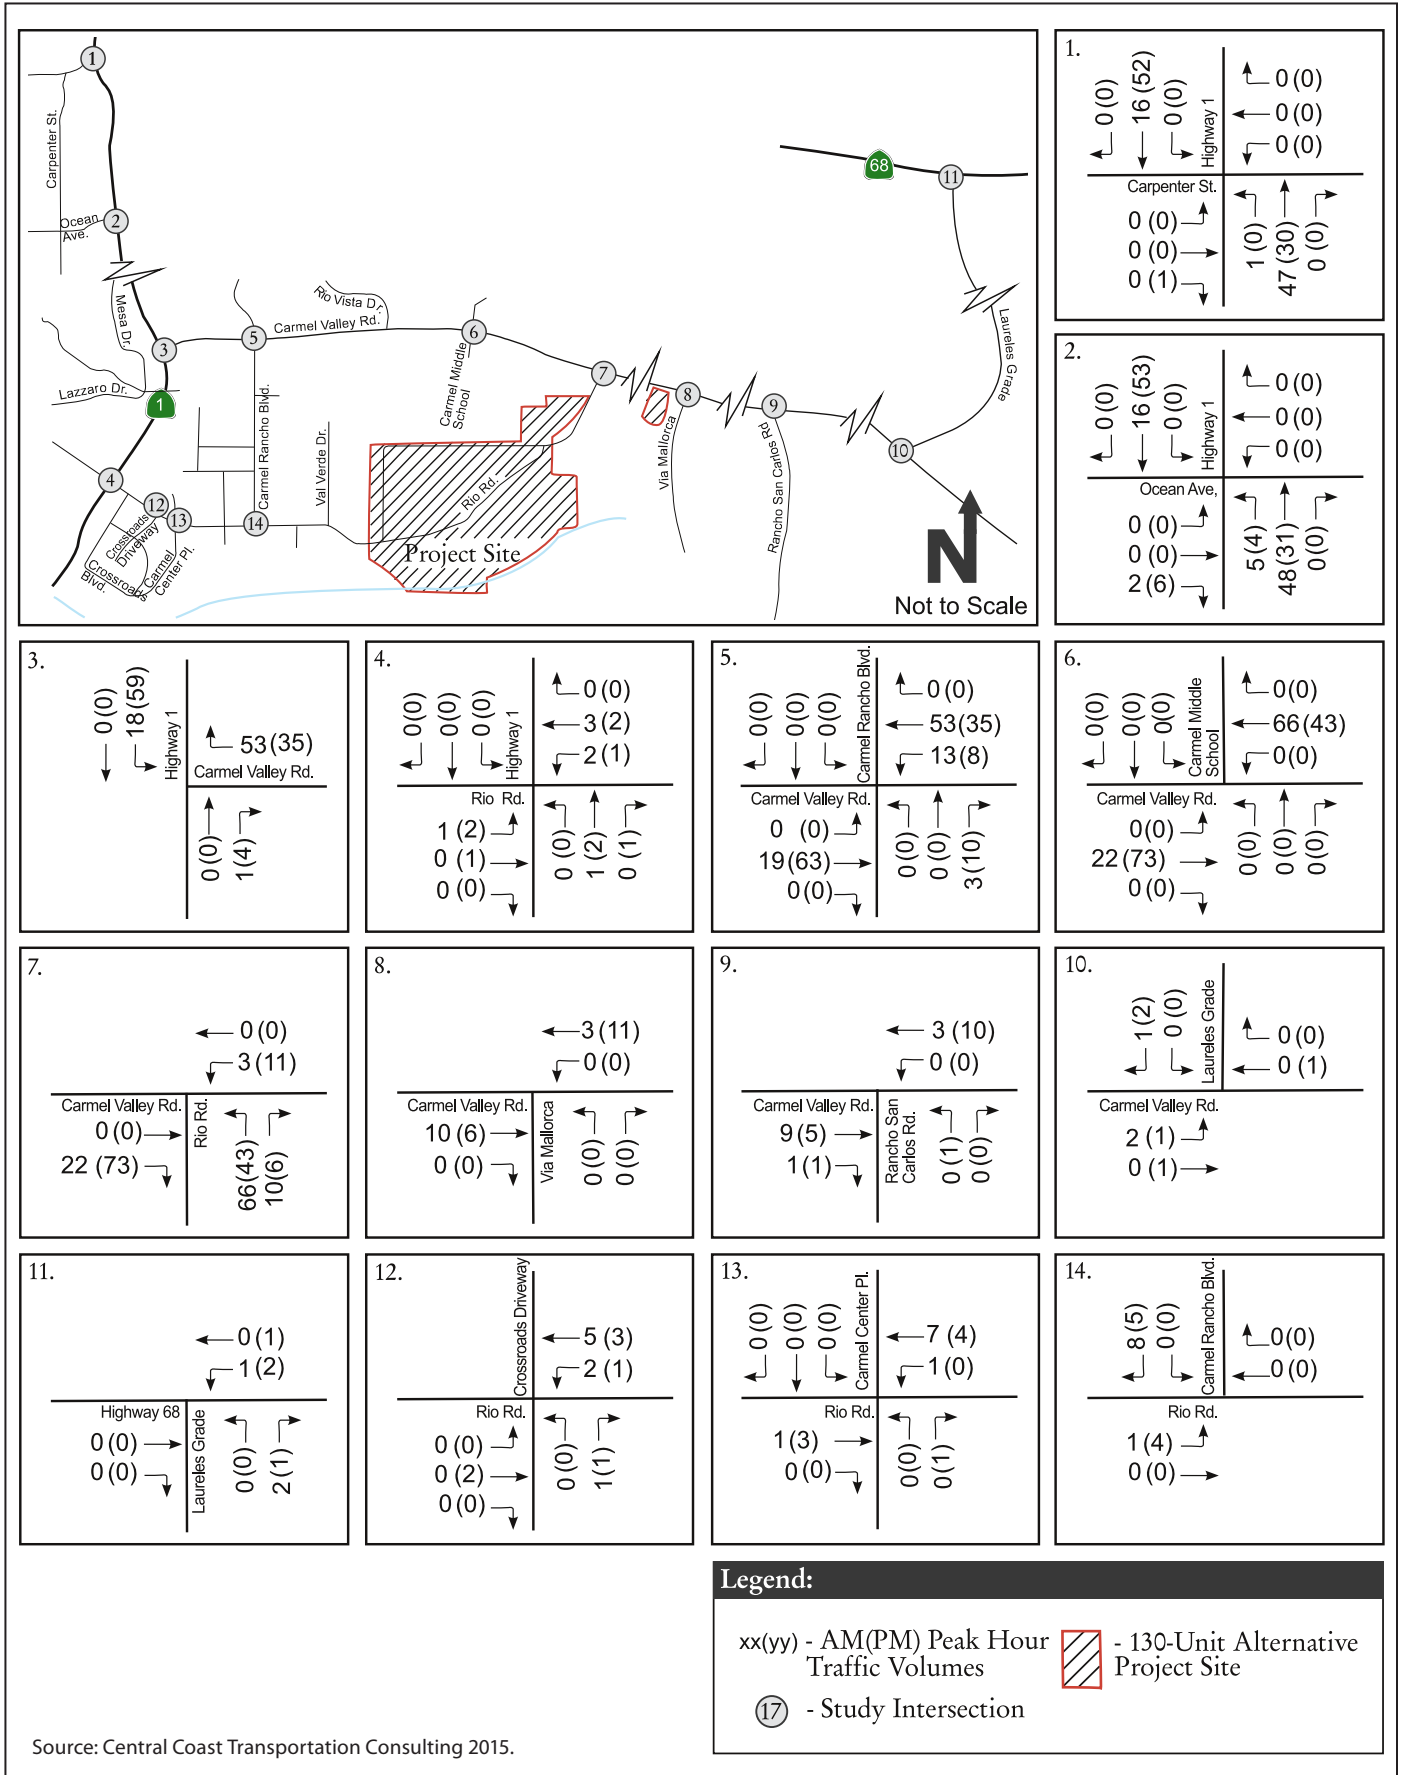 1
Carpenter St.
Ocean
Ave.
2
Mesa Dr.
3
Lazzaro Dr.
1
4
5
Rio Vista Dr.
Carmel Valley Rd.
6
Carmel Middle
School
Carmel Rancho Blvd.
Val Verde Dr.
7
8
9
10
11
68
Laureles Grade
Via Mallorca
Rancho San Carlos Rd
Rio Rd.
Project Site
12
13
14
Crossroads
Driveway
Crossroads
Blvd.
Carmel
Center Pl.
N
Not to Scale
1.
0 (0)
16 (52)
0 (0)
Highway 1
0 (0)
0 (0)
0 (0)
Carpenter St.
0 (0)
0 (0)
0 (1)
1 (0)
47 (30)
0 (0)
2.
0 (0)
16 (53)
0 (0)
Highway 1
0 (0)
0 (0)
0 (0)
Ocean Ave,
0 (0)
0 (0)
2 (6)
5 (4)
48 (31)
0 (0)
3.
0 (0)
18 (59)
Highway 1
53 (35)
Carmel Valley Rd.
0 (0)
1 (4)
4.
0 (0)
0 (0)
0 (0)
Highway 1
0 (0)
3 (2)
2 (1)
Rio Rd.
1 (2)
0 (1)
0 (0)
0 (0)
1 (2)
0 (1)
5.
0 (0)
0 (0)
0 (0)
Carmel Rancho Blvd.
0 (0)
53 (35)
13 (8)
Carmel Valley Rd.
0 (0)
19 (63)
0 (0)
0 (0)
0 (0)
3 (10)
6.
0 (0)
0 (0)
0 (0)
Carmel Middle
School
0 (0)
66 (43)
0 (0)
Carmel Valley Rd.
0 (0)
22 (73)
0 (0)
0 (0)
0 (0)
0 (0)
7.
0 (0)
3 (11)
Carmel Valley Rd.
Rio Rd.
0 (0)
22 (73)
66 (43)
10 (6)
8.
3 (11)
0 (0)
Carmel Valley Rd.
Via Mallorca
10 (6)
0 (0)
0 (0)
0 (0)
9.
3 (10)
0 (0)
Carmel Valley Rd.
Rancho San
Carlos Rd.
9 (5)
1 (1)
0 (1)
0 (0)
10.
1 (2)
0 (0)
Laureles Grade
0 (0)
0 (1)
Carmel Valley Rd.
2 (1)
0 (1)
11.
0 (1)
1 (2)
Highway 68
Laureles Grade
0 (0)
0 (0)
0 (0)
2 (1)
12.
Crossroads Driveway
5 (3)
2 (1)
Rio Rd.
0 (0)
0 (2)
0 (0)
0 (0)
1 (1)
13.
0 (0)
0 (0)
0 (0)
Carmel Center Pl.
7 (4)
1 (0)
Rio Rd.
1 (3)
0 (0)
0 (0)
0 (1)
14.
8 (5)
0 (0)
Carmel Rancho Blvd.
0 (0)
0 (0)
Rio Rd.
1 (4)
0 (0)
Legend:
xx(yy) - AM(PM) Peak Hour
Traffic Volumes
- 130-Unit Alternative
Project Site
17 - Study Intersection
Source: Central Coast Transportation Consulting 2015.